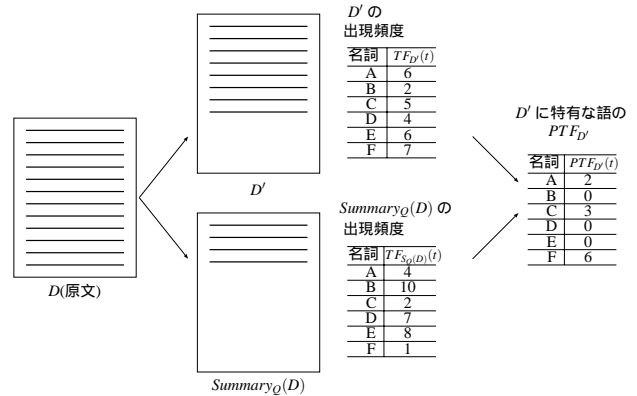 D(原文)
D′
D′ の
出現頻度
名詞 TF_{D′}(t)
A 6
B 2
C 5
D 4
E 6
F 7
Summary_Q(D) の
出現頻度
名詞 TF_{S_Q(D)}(t)
A 4
B 10
C 2
D 7
E 8
F 1
Summary_Q(D)
D′ に特有な語の
PTF_{D′}
名詞 PTF_{D′}(t)
A 2
B 0
C 3
D 0
E 0
F 6